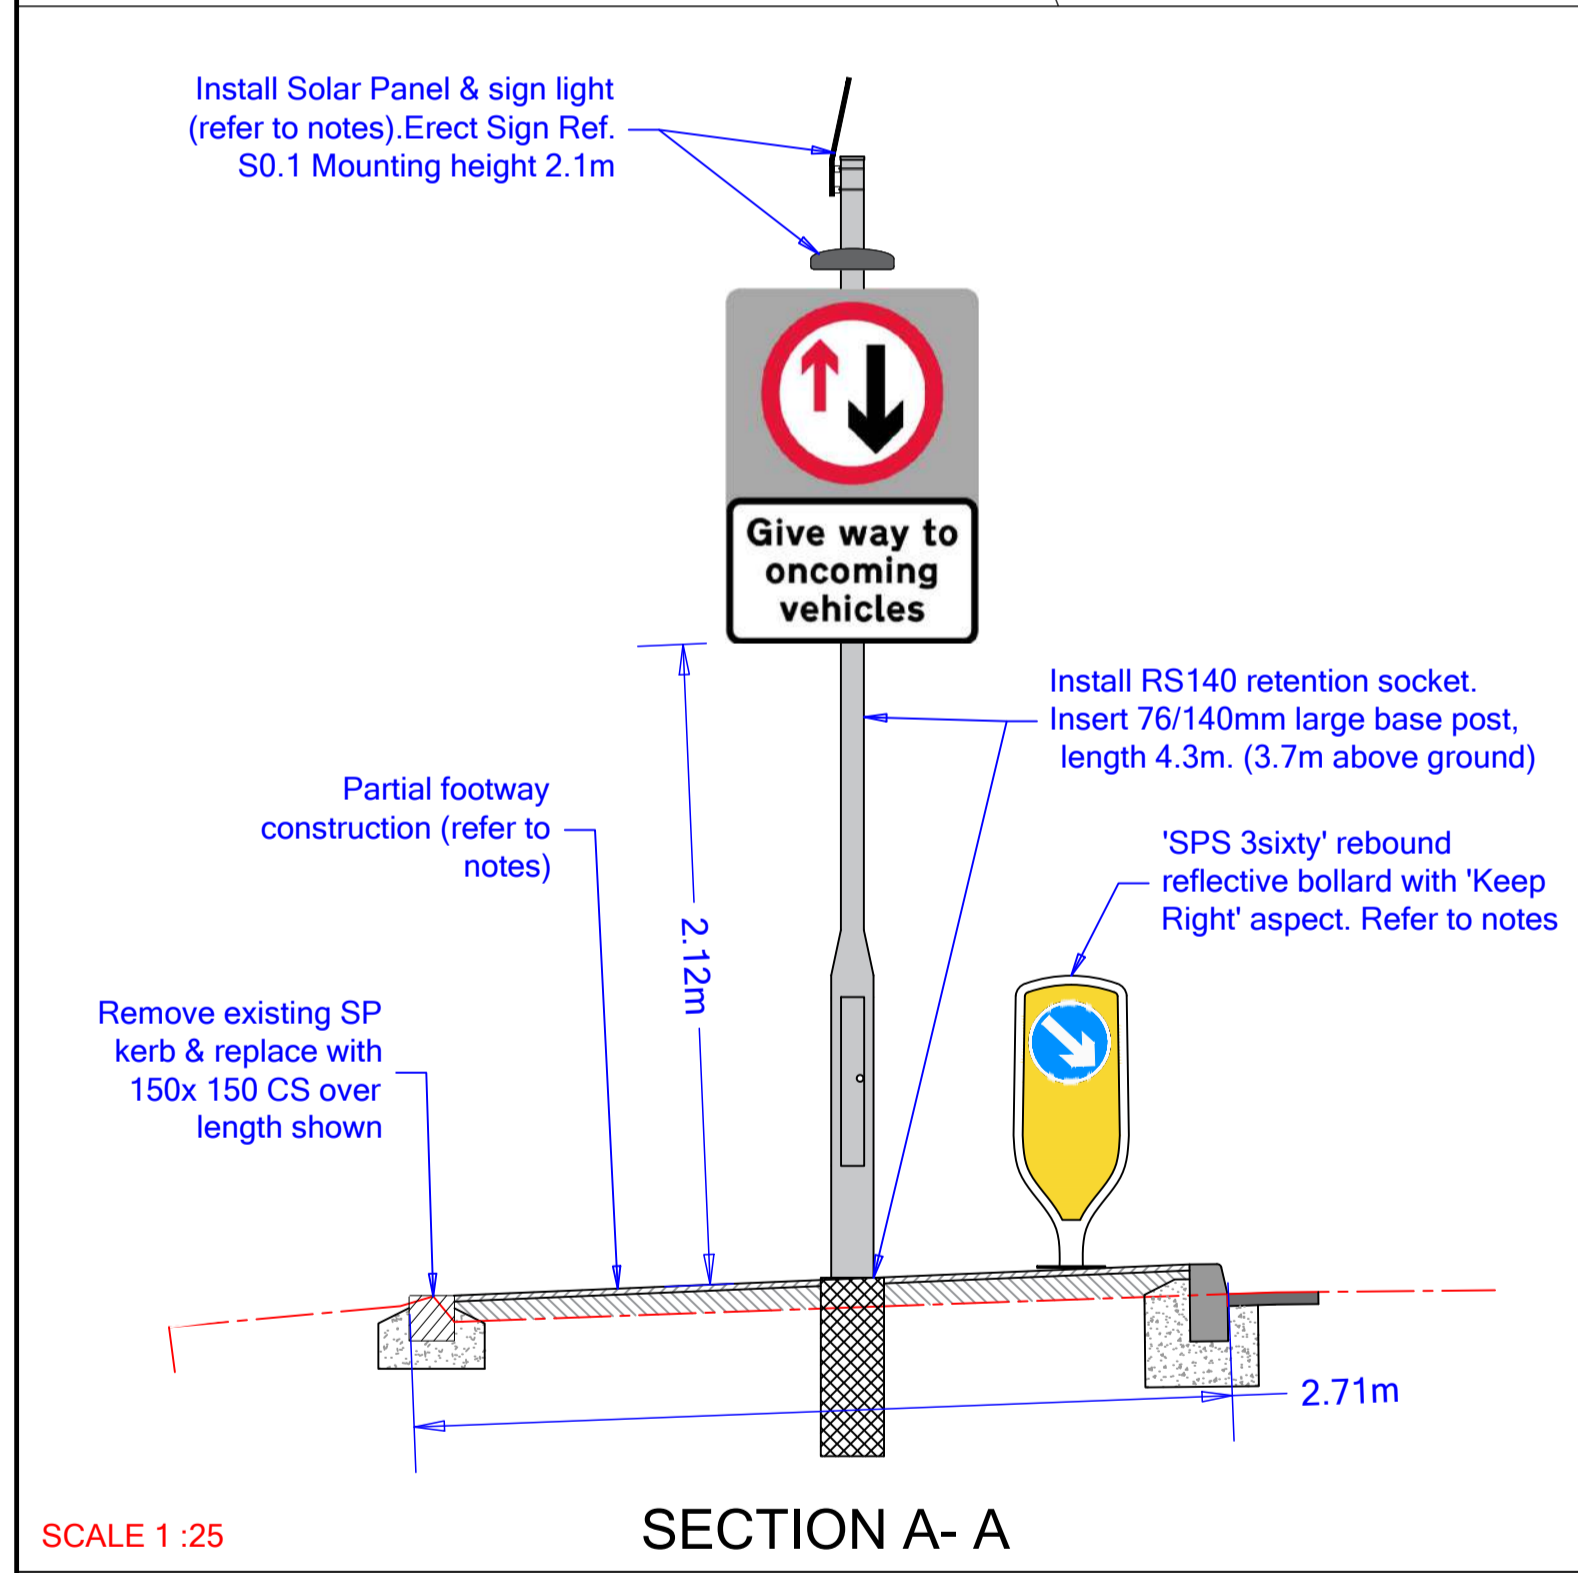 Install Solar Panel & sign light
(refer to notes).Erect Sign Ref.
S0.1 Mounting height 2.1m
Give way to
oncoming
vehicles
Install RS140 retention socket.
Insert 76/140mm large base post,
length 4.3m. (3.7m above ground)
Partial footway
construction (refer to
notes)
'SPS 3sixty' rebound
reflective bollard with 'Keep
Right' aspect. Refer to notes
2.12m
Remove existing SP
kerb & replace with
150x 150 CS over
length shown
2.71m
SCALE 1 :25
SECTION A- A